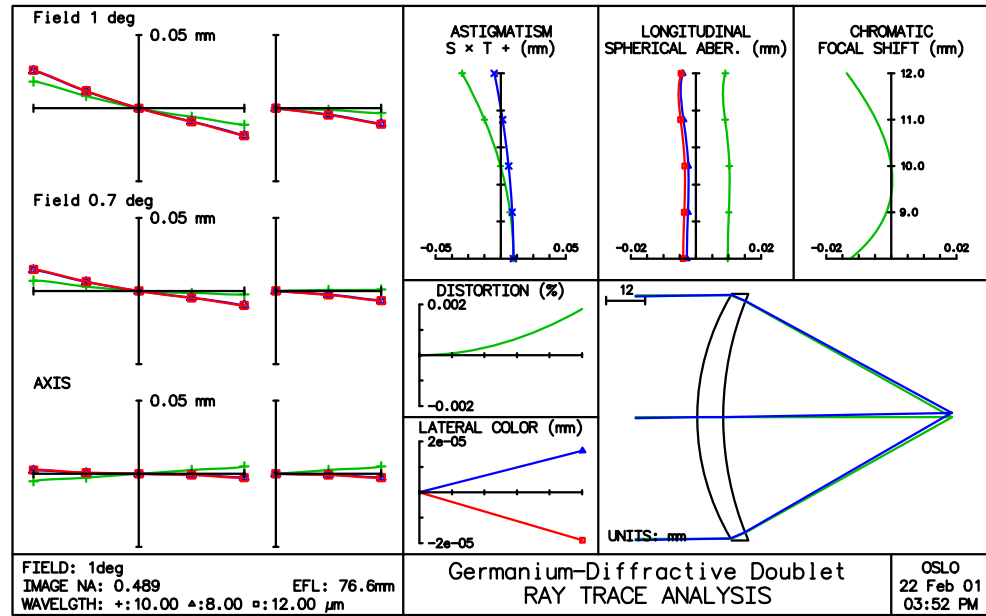 Field 1 deg
0.05 mm
Field 0.7 deg
0.05 mm
AXIS
0.05 mm
ASTIGMATISM
S × T + (mm)
-0.05
0.05
LONGITUDINAL
SPHERICAL ABER. (mm)
-0.02
0.02
CHROMATIC
FOCAL SHIFT (mm)
12.0
11.0
10.0
9.0
-0.02
0.02
DISTORTION (%)
0.002
-0.002
LATERAL COLOR (mm)
2e-05
-2e-05
12
UNITS: mm
FIELD: 1deg
IMAGE NA: 0.489 EFL: 76.6mm
WAVELGTH: +:10.00 ▵:8.00 ▫:12.00 µm
Germanium-Diffractive Doublet
RAY TRACE ANALYSIS
OSLO
22 Feb 01
03:52 PM